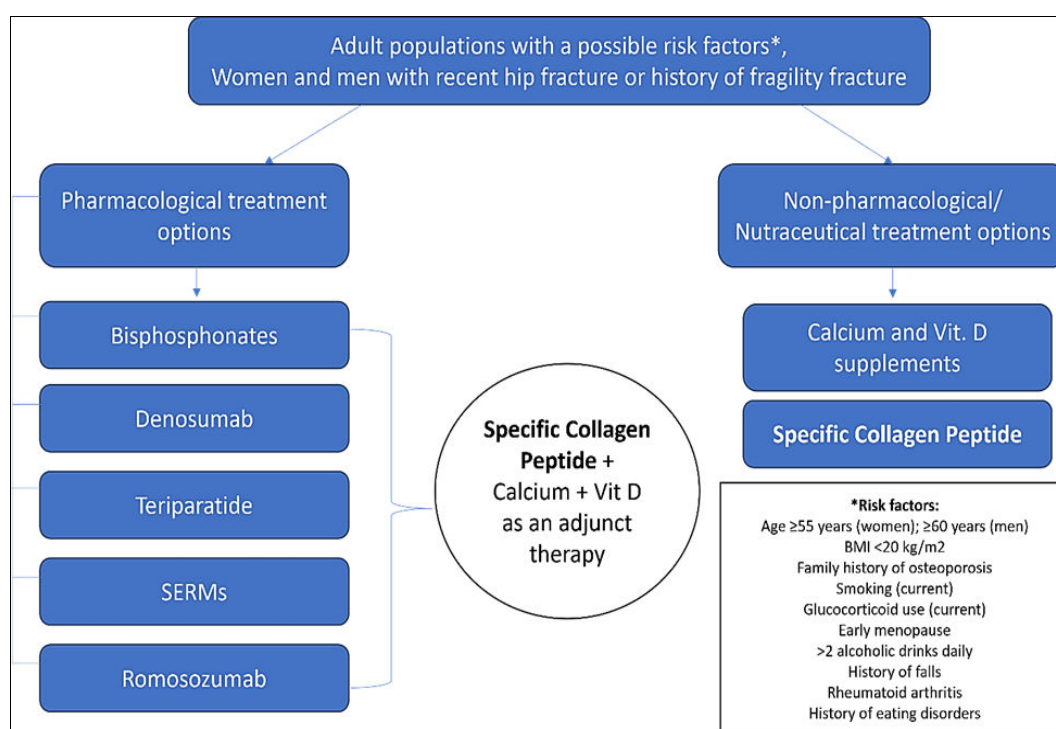 Adult populations with a possible risk factors*,
Women and men with recent hip fracture or history of fragility fracture
Pharmacological treatment
options
Non-pharmacological/
Nutraceutical treatment options
Bisphosphonates
Denosumab
Teriparatide
SERMs
Romosozumab
Specific Collagen
Peptide +
Calcium + Vit D
as an adjunct
therapy
Calcium and Vit. D
supplements
Specific Collagen Peptide
*Risk factors:
Age ≥55 years (women); ≥60 years (men)
BMI <20 kg/m2
Family history of osteoporosis
Smoking (current)
Glucocorticoid use (current)
Early menopause
>2 alcoholic drinks daily
History of falls
Rheumatoid arthritis
History of eating disorders